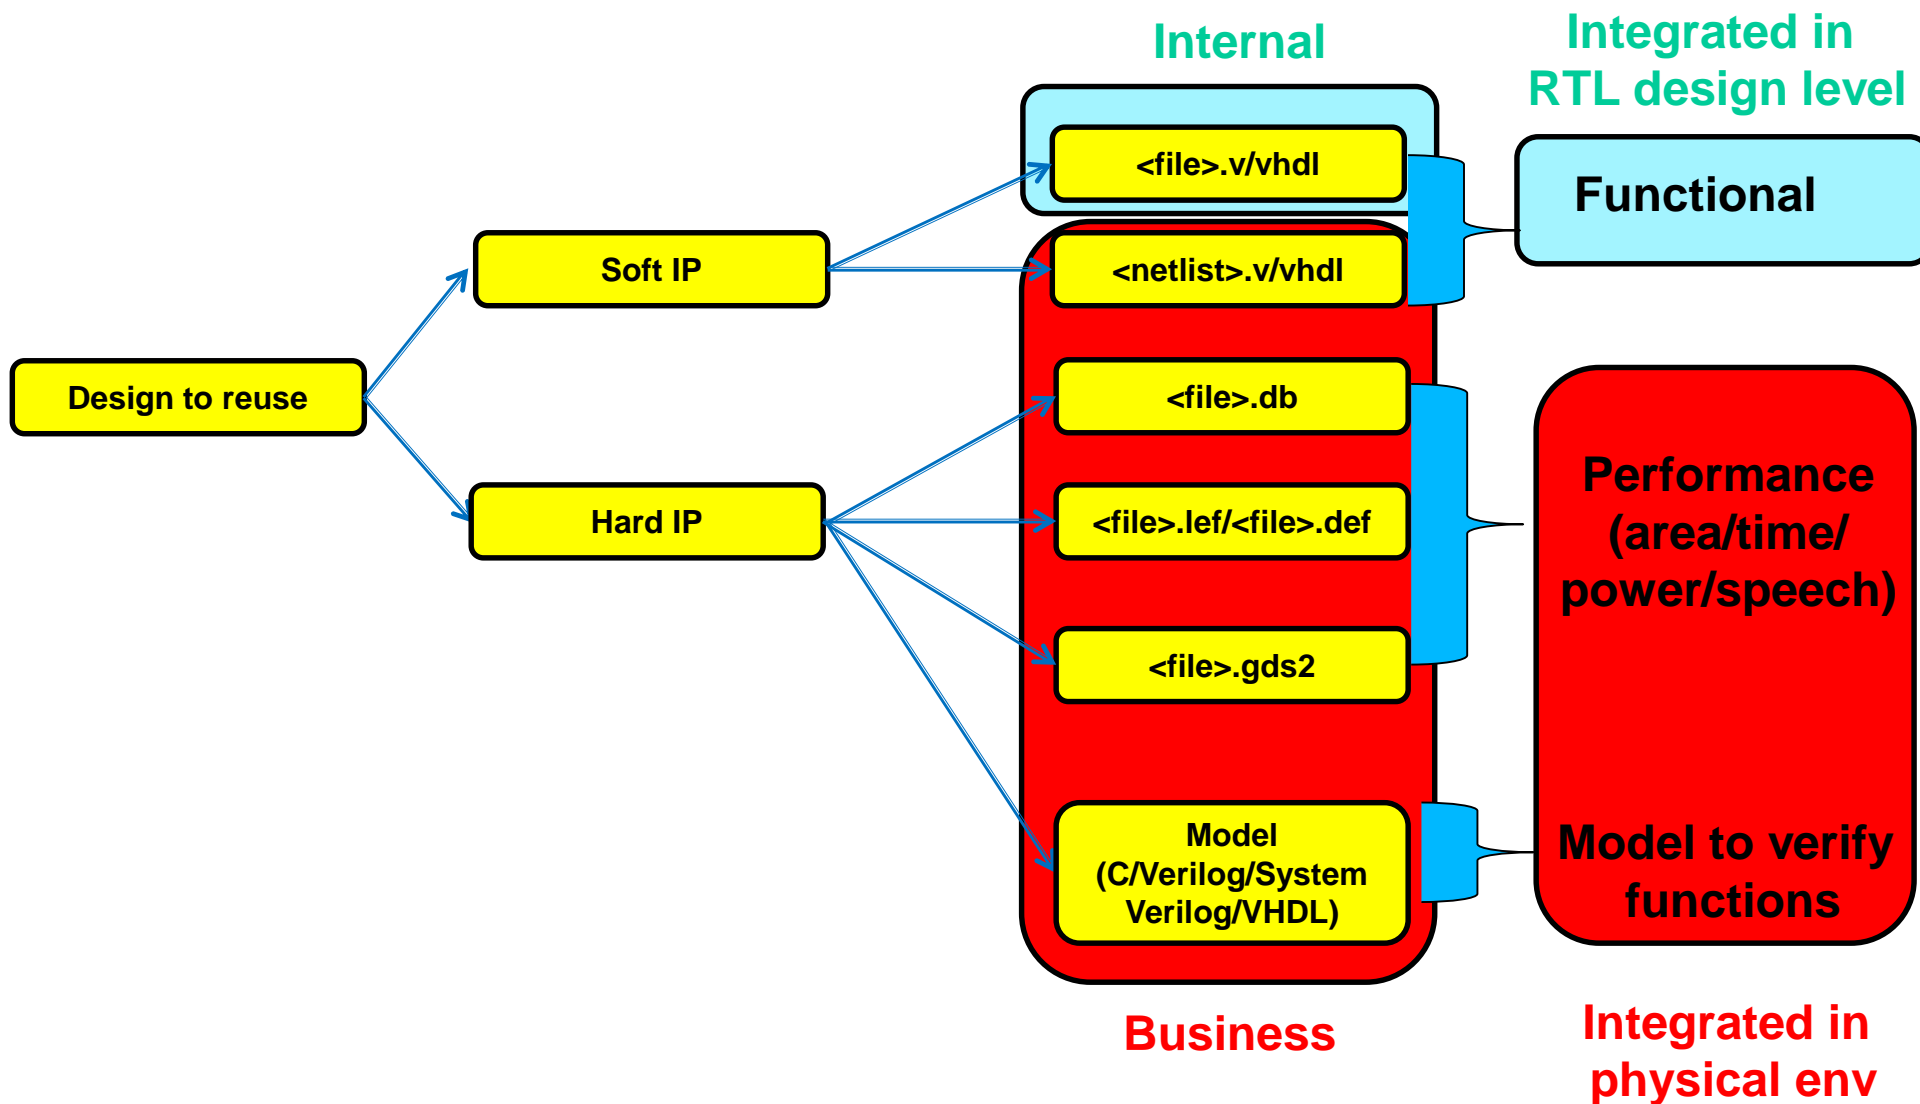 Internal
Integrated in
RTL design level
<file>.v/vhdl
Functional
Soft IP
<netlist>.v/vhdl
Design to reuse
<file>.db
Hard IP
<file>.lef/<file>.def
Performance
(area/time/
power/speech)
<file>.gds2
Model
(C/Verilog/System
Verilog/VHDL)
Model to verify
functions
Business
Integrated in
physical env